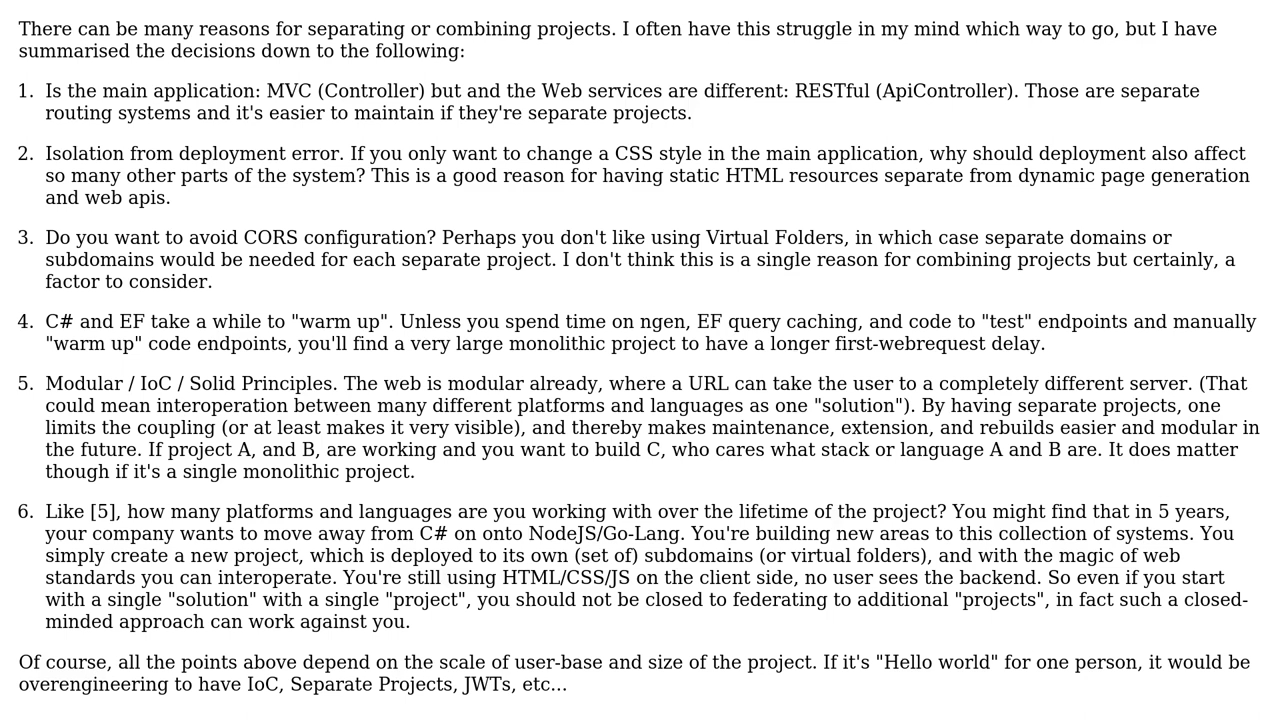 There can be many reasons for separating or combining projects. I often have this struggle in my mind which way to go, but I have
summarised the decisions down to the following:
1. Is the main application: MVC (Controller) but and the Web services are different: RESTful (ApiController). Those are separate
routing systems and it's easier to maintain if they're separate projects.
2. Isolation from deployment error. If you only want to change a CSS style in the main application, why should deployment also affect
so many other parts of the system? This is a good reason for having static HTML resources separate from dynamic page generation
and web apis.
3. Do you want to avoid CORS configuration? Perhaps you don't like using Virtual Folders, in which case separate domains or
subdomains would be needed for each separate project. I don't think this is a single reason for combining projects but certainly, a
factor to consider.
4. C# and EF take a while to "warm up". Unless you spend time on ngen, EF query caching, and code to "test" endpoints and manually
"warm up" code endpoints, you'll find a very large monolithic project to have a longer first-webrequest delay.
5. Modular / IoC / Solid Principles. The web is modular already, where a URL can take the user to a completely different server. (That
could mean interoperation between many different platforms and languages as one "solution"). By having separate projects, one
limits the coupling (or at least makes it very visible), and thereby makes maintenance, extension, and rebuilds easier and modular in
the future. If project A, and B, are working and you want to build C, who cares what stack or language A and B are. It does matter
though if it's a single monolithic project.
6. Like [5], how many platforms and languages are you working with over the lifetime of the project? You might find that in 5 years,
your company wants to move away from C# on onto NodeJS/Go-Lang. You're building new areas to this collection of systems. You
simply create a new project, which is deployed to its own (set of) subdomains (or virtual folders), and with the magic of web
standards you can interoperate. You're still using HTML/CSS/JS on the client side, no user sees the backend. So even if you start
with a single "solution" with a single "project", you should not be closed to federating to additional "projects", in fact such a closed-
minded approach can work against you.
Of course, all the points above depend on the scale of user-base and size of the project. If it's "Hello world" for one person, it would be
overengineering to have IoC, Separate Projects, JWTs, etc...